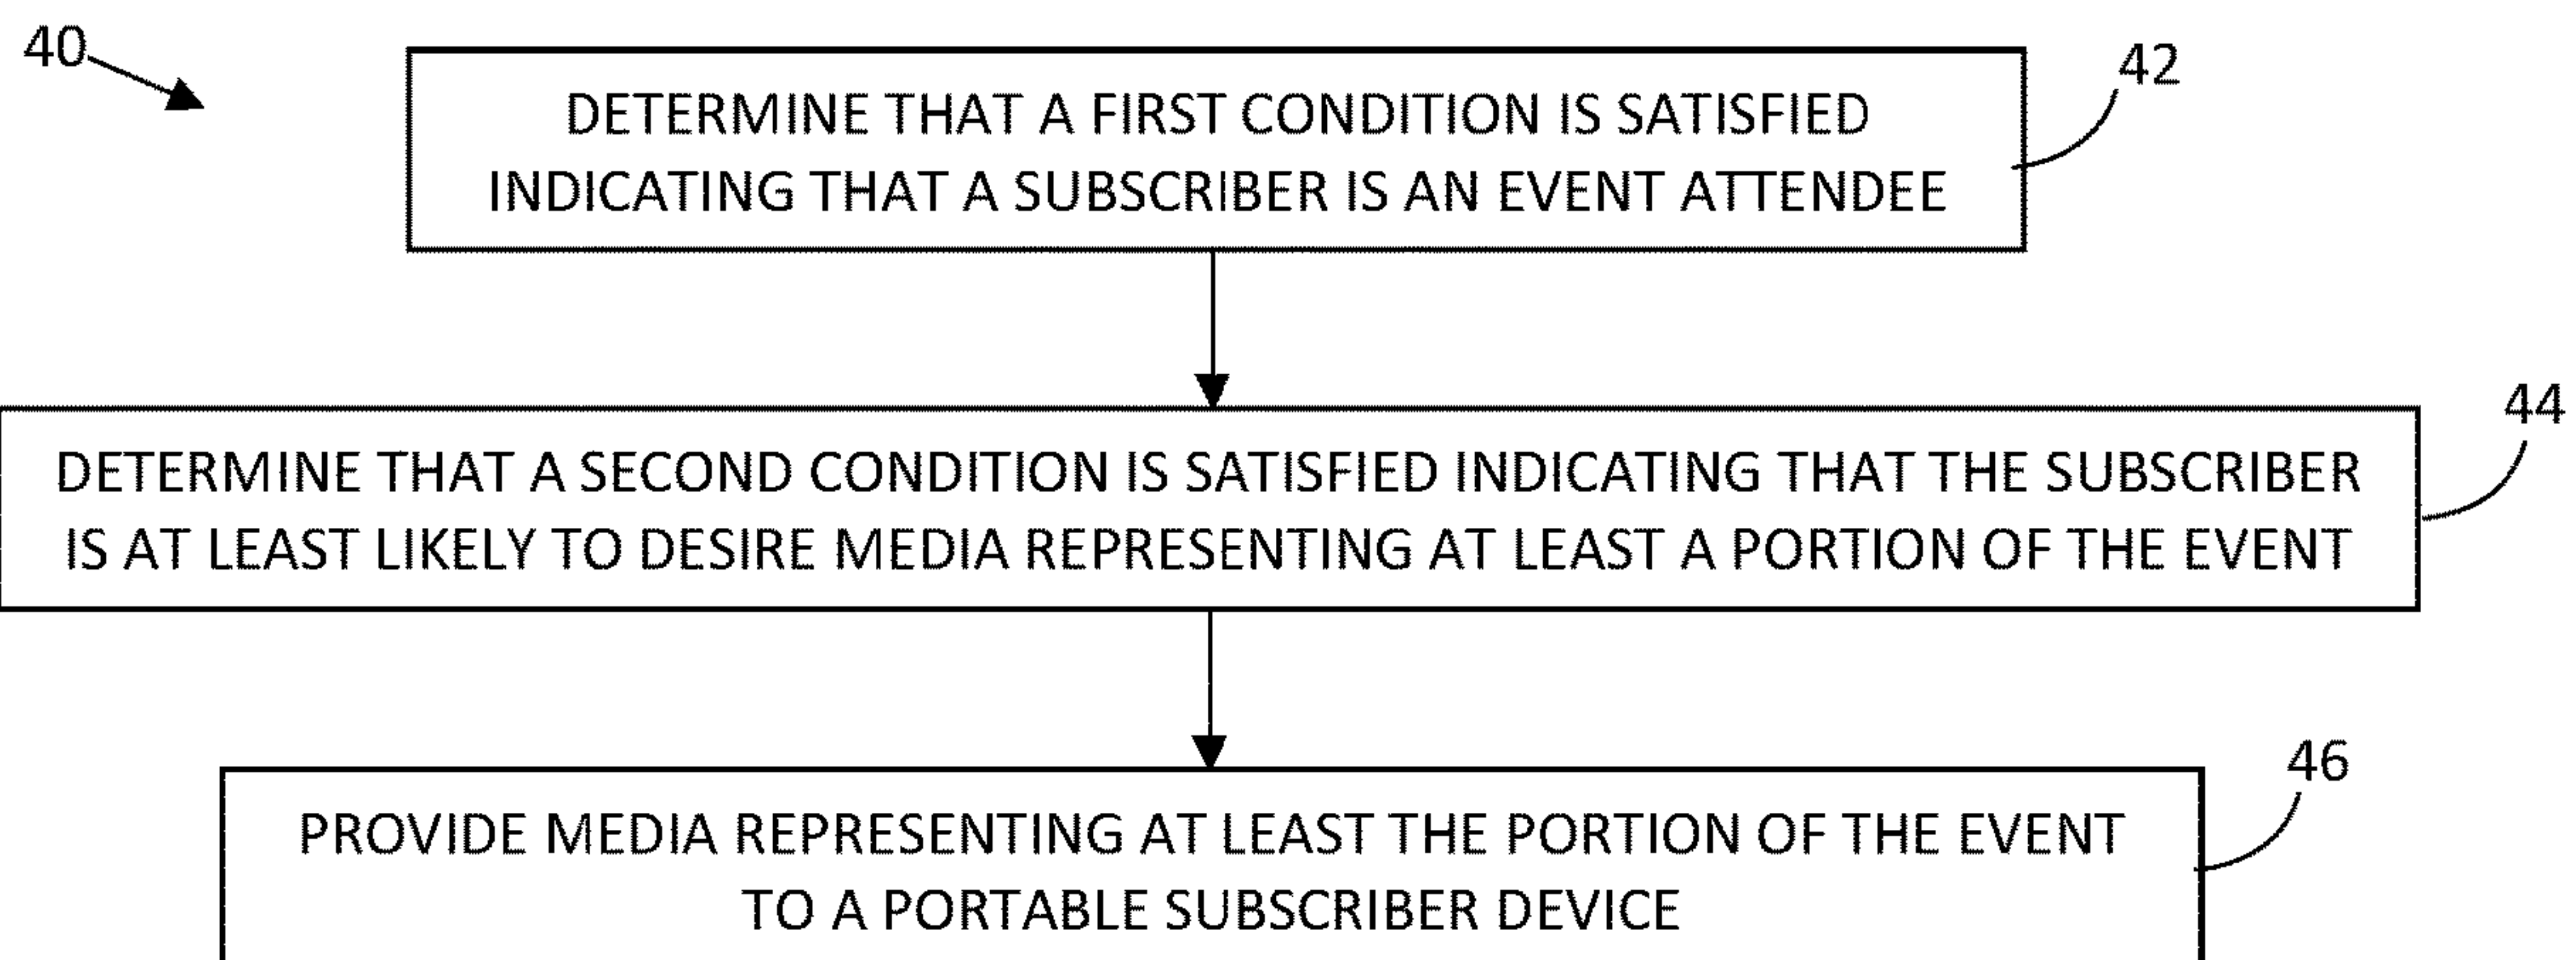 40
DETERMINE THAT A FIRST CONDITION IS SATISFIED
INDICATING THAT A SUBSCRIBER IS AN EVENT ATTENDEE
42
DETERMINE THAT A SECOND CONDITION IS SATISFIED INDICATING THAT THE SUBSCRIBER
IS AT LEAST LIKELY TO DESIRE MEDIA REPRESENTING AT LEAST A PORTION OF THE EVENT
44
PROVIDE MEDIA REPRESENTING AT LEAST THE PORTION OF THE EVENT
TO A PORTABLE SUBSCRIBER DEVICE
46